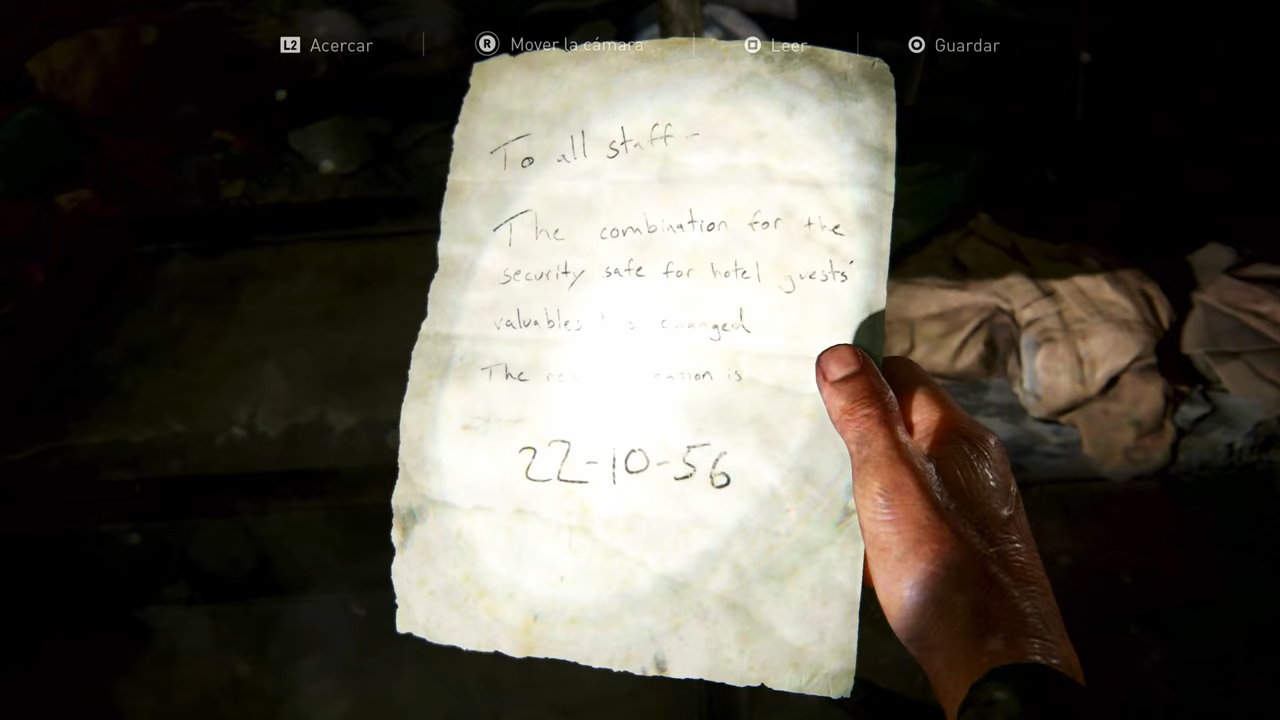 L2 Acercar R Mover la cámara Leer Guardar
To all staff-
The combination for the
security safe for hotel guests'
valuables changed
The is
22-10-56